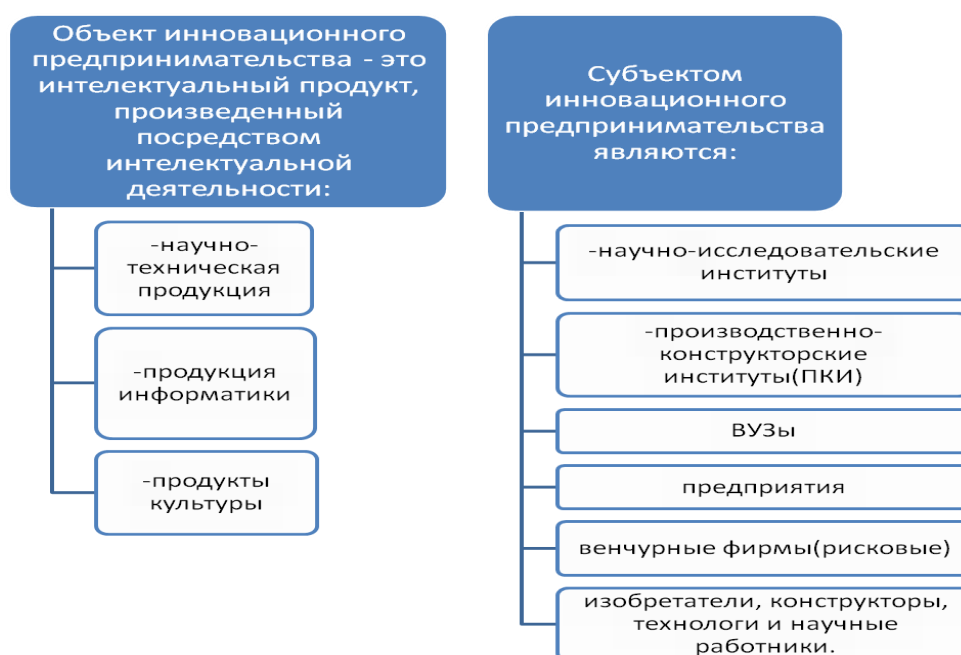 Объект инновационного
предпринимательства - это
интелектуальный продукт,
произведенный
посредством
интелектуальной
деятельности:
-научно-
техническая
продукция
-продукция
информатики
-продукты
культуры
Субъектом
инновационного
предпринимательства
являются:
-научно-исследовательские
институты
-производственно-
конструкторские
институты(ПКИ)
ВУЗы
предприятия
венчурные фирмы(рисковые)
изобретатели, конструкторы,
технологи и научные
работники.